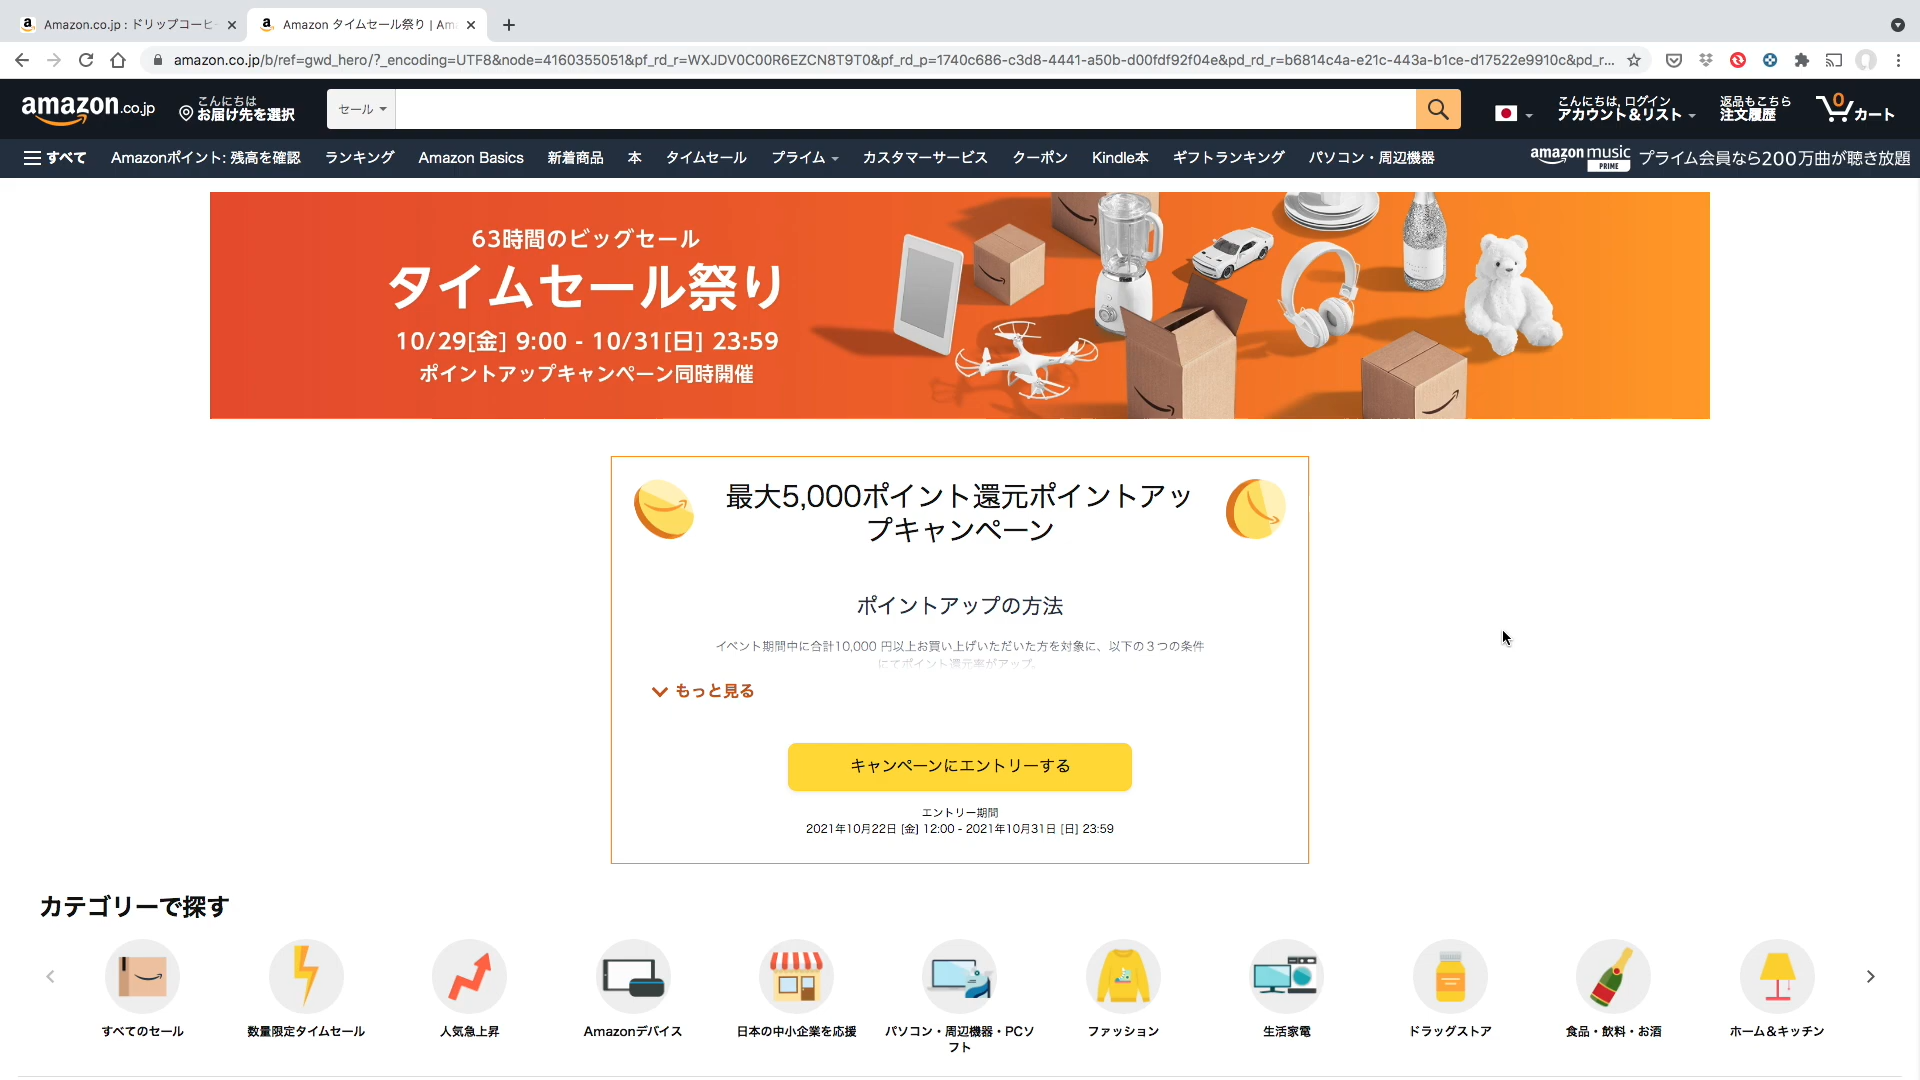 Amazon.co.jp : ドリップコーヒー
Amazon タイムセール祭り | Am
amazon.co.jp/b/ref=gwd_hero/?_encoding=UTF8&node=4160355051&pf_rd_r=WXJDV0C00R6EZCN8T9T0&pf_rd_p=1740c686-c3d8-4441-a50b-d00fdf92f04e&pd_rd_r=b6814c4a-e21c-443a-b1ce-d17522e9910c&pd_r...
amazon.co.jp
こんにちは
お届け先を選択
セール
こんにちは, ログイン
アカウント&リスト
返品もこちら
注文履歴
0
カート
すべて
Amazonポイント: 残高を確認
ランキング
Amazon Basics
新着商品
本
タイムセール
プライム
カスタマーサービス
クーポン
Kindle本
ギフトランキング
パソコン・周辺機器
amazon music
PRIME
プライム会員なら200万曲が聴き放題
63時間のビッグセール
タイムセール祭り
10/29[金] 9:00 - 10/31[日] 23:59
ポイントアップキャンペーン同時開催
最大5,000ポイント還元ポイントアッ
プキャンペーン
ポイントアップの方法
イベント期間中に合計10,000 円以上お買い上げいただいた方を対象に、以下の３つの条件
にてポイント還元率がアップ。
もっと見る
キャンペーンにエントリーする
エントリー期間
2021年10月22日 [金] 12:00 - 2021年10月31日 [日] 23:59
カテゴリーで探す
すべてのセール
数量限定タイムセール
人気急上昇
Amazonデバイス
日本の中小企業を応援
パソコン・周辺機器・PCソ
フト
ファッション
生活家電
ドラッグストア
食品・飲料・お酒
ホーム＆キッチン